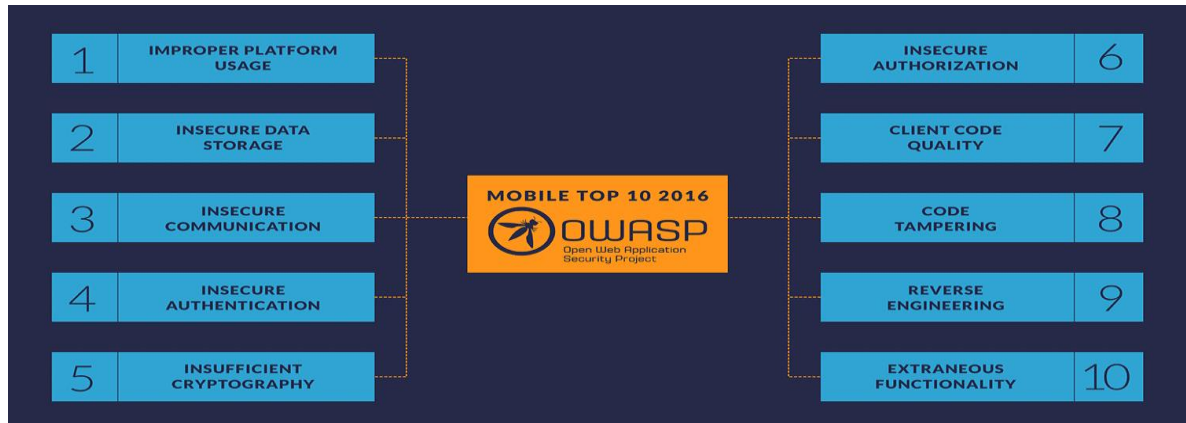 1
IMPROPER PLATFORM
USAGE
2
INSECURE DATA
STORAGE
3
INSECURE
COMMUNICATION
4
INSECURE
AUTHENTICATION
5
INSUFFICIENT
CRYPTOGRAPHY
MOBILE TOP 10 2016
OWASP
Open Web Application
Security Project
INSECURE
AUTHORIZATION
6
CLIENT CODE
QUALITY
7
CODE
TAMPERING
8
REVERSE
ENGINEERING
9
EXTRANEOUS
FUNCTIONALITY
10